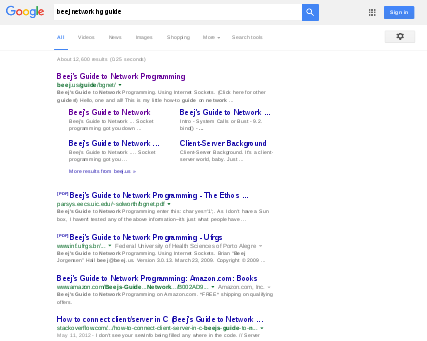 Google beej network hg guide Sign in
All Videos News Images Shopping More Search tools
About 12,600 results (0.25 seconds)
Beej's Guide to Network Programming
beej.us/guide/bgnet/
Beej's Guide to Network Programming. Using Internet Sockets. (Click here for other
guides!) Hello, one and all! This is my little how-to guide on network ...
Beej's Guide to Network
Beej's Guide to Network ... Socket
programming got you down ...
Beej's Guide to Network ...
Intro - System Calls or Bust - 9.2.
bind() - ...
Beej's Guide to Network ...
Beej's Guide to Network .... Socket
programming got you ...
Client-Server Background
Client-Server Background. It's a client-
server world, baby. Just ...
More results from beej.us »
[PDF] Beej's Guide to Network Programming - The Ethos ...
Beej's Guide to Network Programming enter this: char yes='1'; . As I don't have a Sun
box, I haven't tested any of the above information--it's just what people have ...
[PDF] Beej's Guide to Network Programming - Ufrgs
www.inf.ufrgs.br/... Federal University of Health Sciences of Porto Alegre
Beej's Guide to Network Programming. Using Internet Sockets. Brian "Beej
Jorgensen" Hall beej@beej.us. Version 3.0.13. March 23, 2009. Copyright © 2009 ...
Beej's Guide to Network Programming: Amazon.com: Books
www.amazon.com/Beejs-Guide-Network.../B002AD9... Amazon.com, Inc.
Beej's Guide to Network Programming on Amazon.com. *FREE* shipping on qualifying
offers.
How to connect client/server in C (Beej's Guide to Network ...
stackoverflow.com/.../how-to-connect-client-server-in-c-beejs-guide-to-n...
May 11, 2012 - I don't see your sewinfo being filled any where in the code. // Server